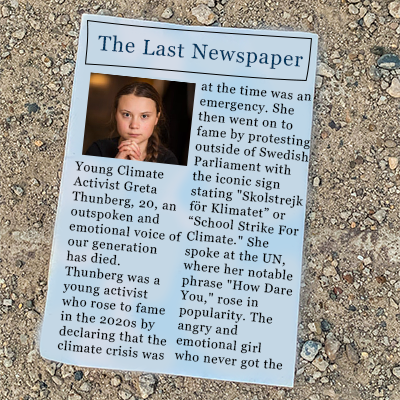 The Last Newspaper
Young Climate
Activist Greta
Thunberg, 20, an
outspoken and
emotional voice of
our generation
has died.
Thunberg was a
young activist
who rose to fame
in the 2020s by
declaring that the
climate crisis was
at the time was an
emergency. She
then went on to
fame by protesting
outside of Swedish
Parliament with
the iconic sign
stating "Skolstrejk
för Klimatet” or
“School Strike For
Climate." She
spoke at the UN,
where her notable
phrase "How Dare
You,” rose in
popularity. The
angry and
emotional girl
who never got the